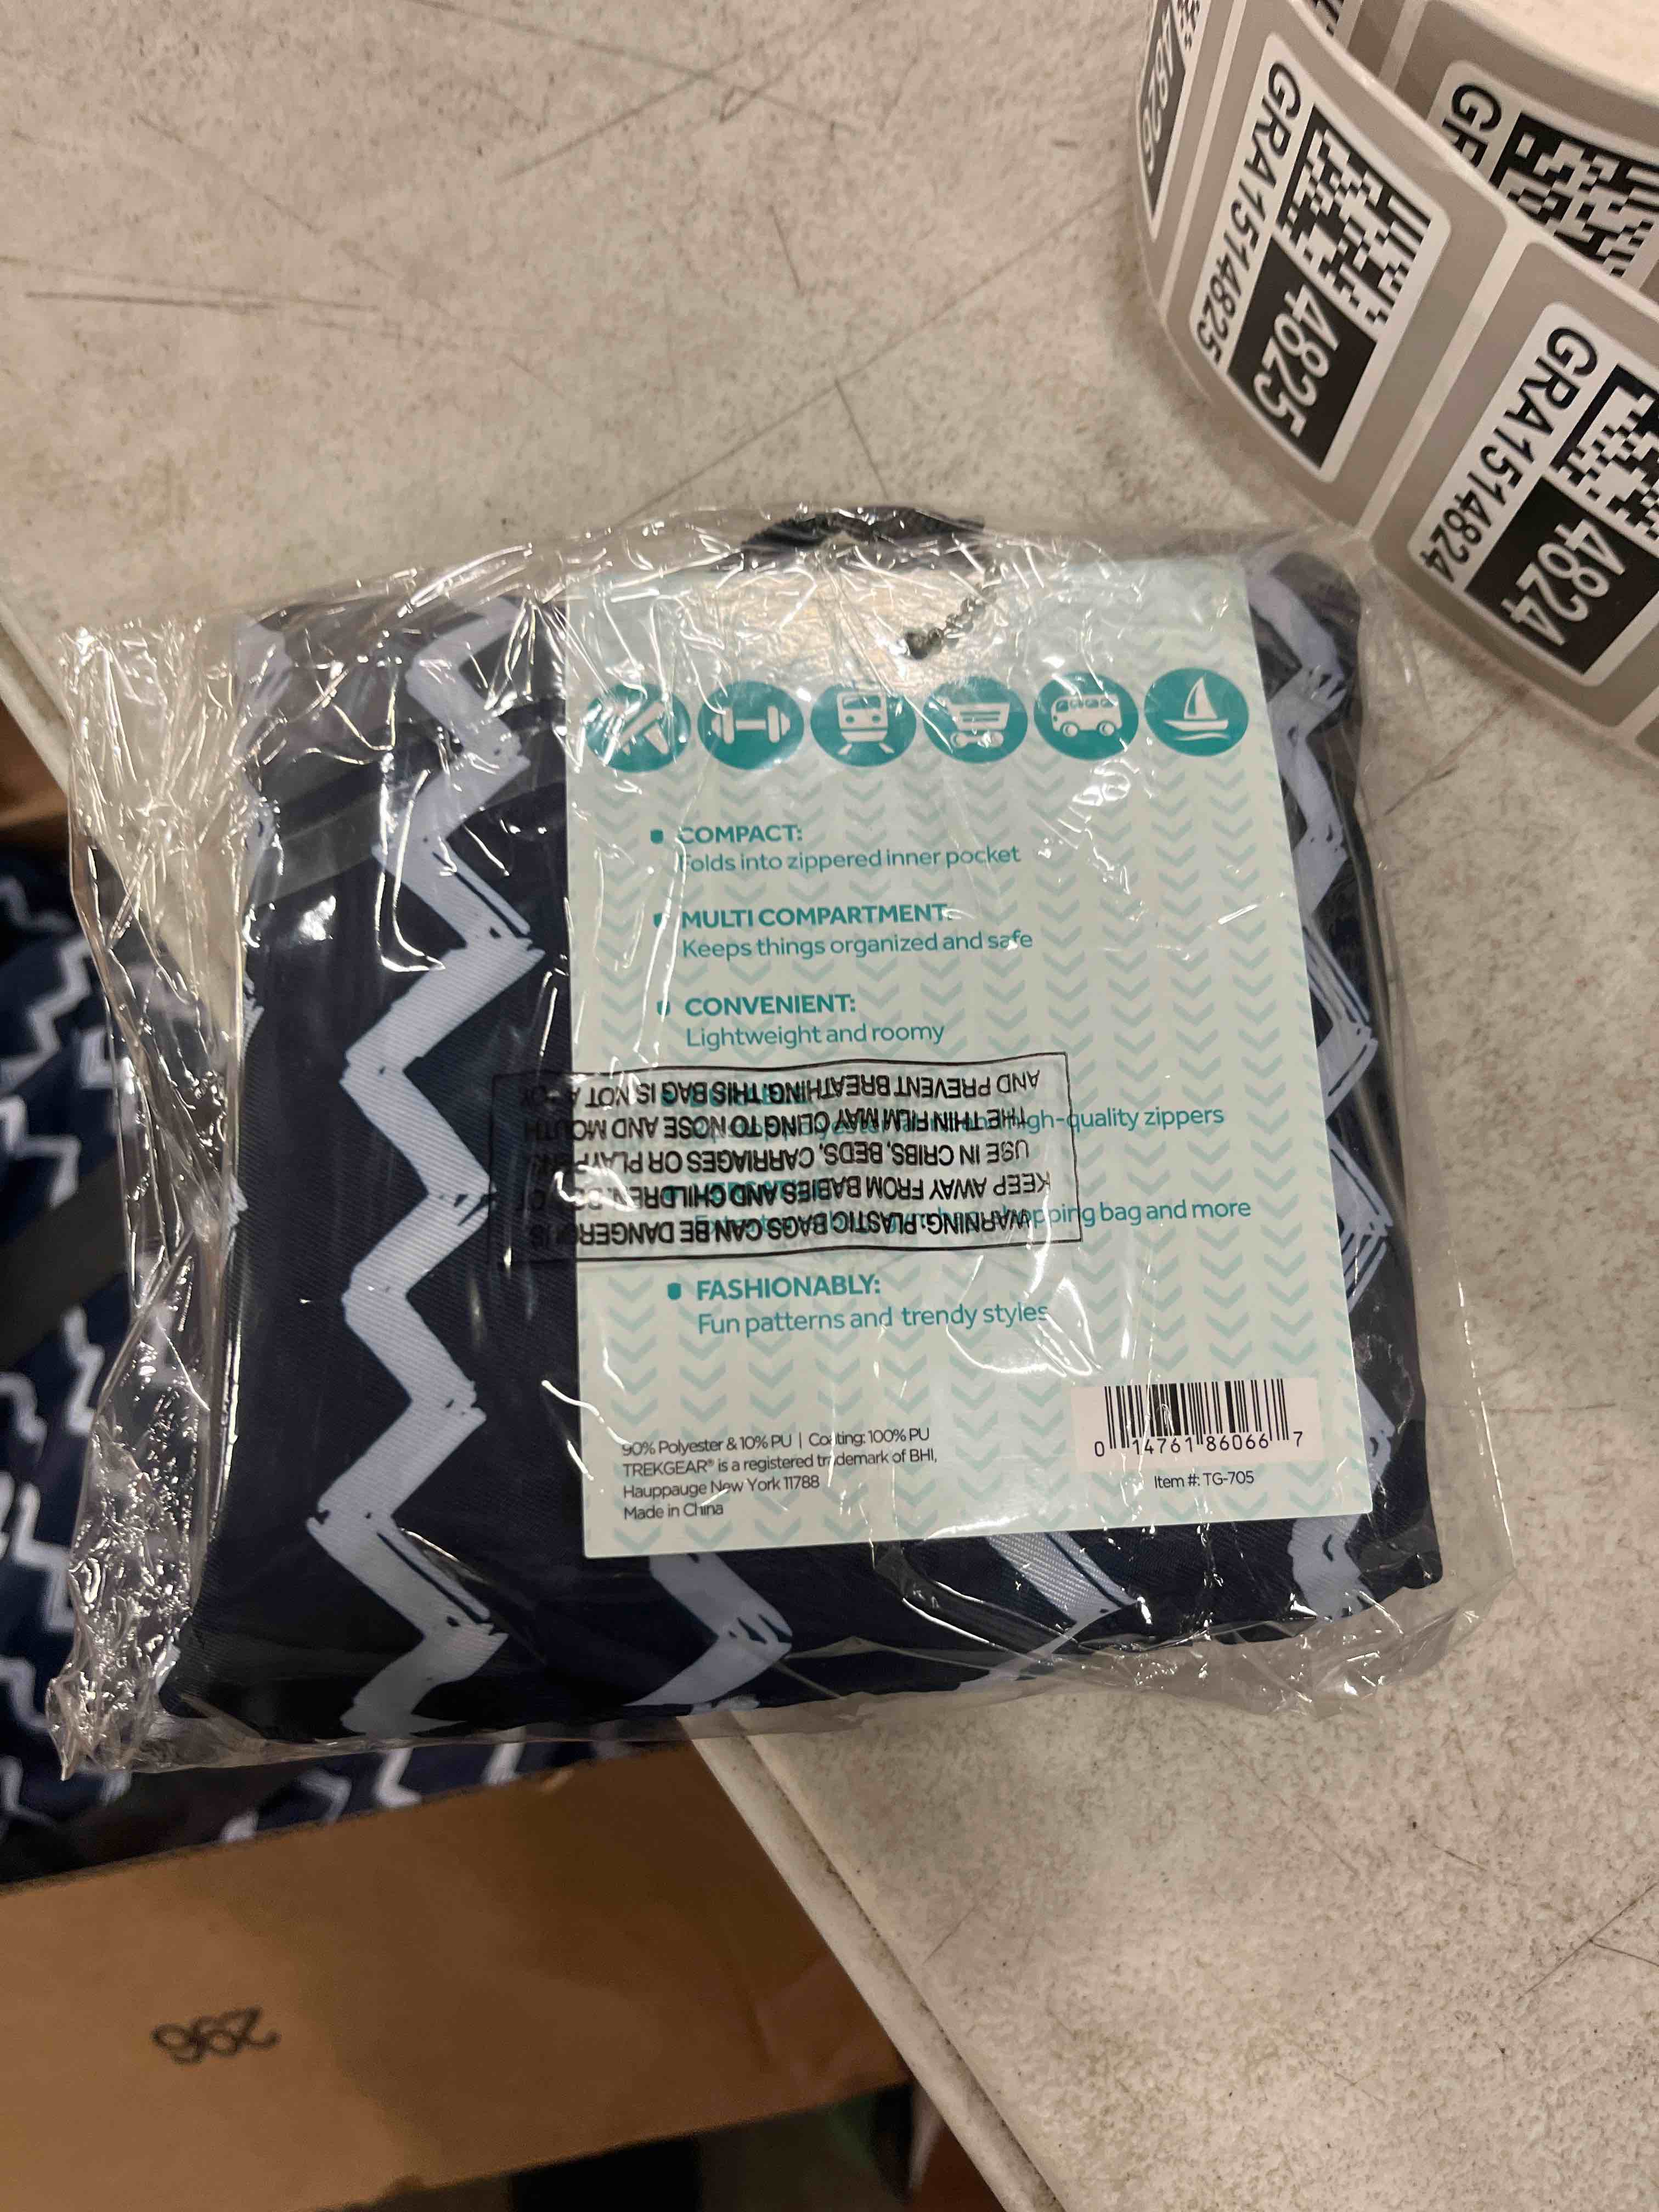 4826
GRA1514825
4825
GRA1514824
4824
COMPACT:
Folds into zippered inner pocket
MULTI COMPARTMENT:
Keeps things organized and safe
CONVENIENT:
Lightweight and roomy
high-quality zippers
shopping bag and more
WARNING: PLASTIC BAGS CAN BE DANGEROUS
KEEP AWAY FROM BABIES AND CHILDREN.
USE IN CRIBS, BEDS, CARRIAGES OR
THE THIN FILM MAY CLING TO NOSE AND MOUTH
AND PREVENT BREATHING. THIS BAG IS NOT A
FASHIONABLY:
Fun patterns and trendy styles
90% Polyester & 10% PU | Coating: 100% PU
TREKGEAR® is a registered trademark of BHI,
Hauppauge New York 11788
Made in China
0 14761 86066 7
Item #: TG-705
296